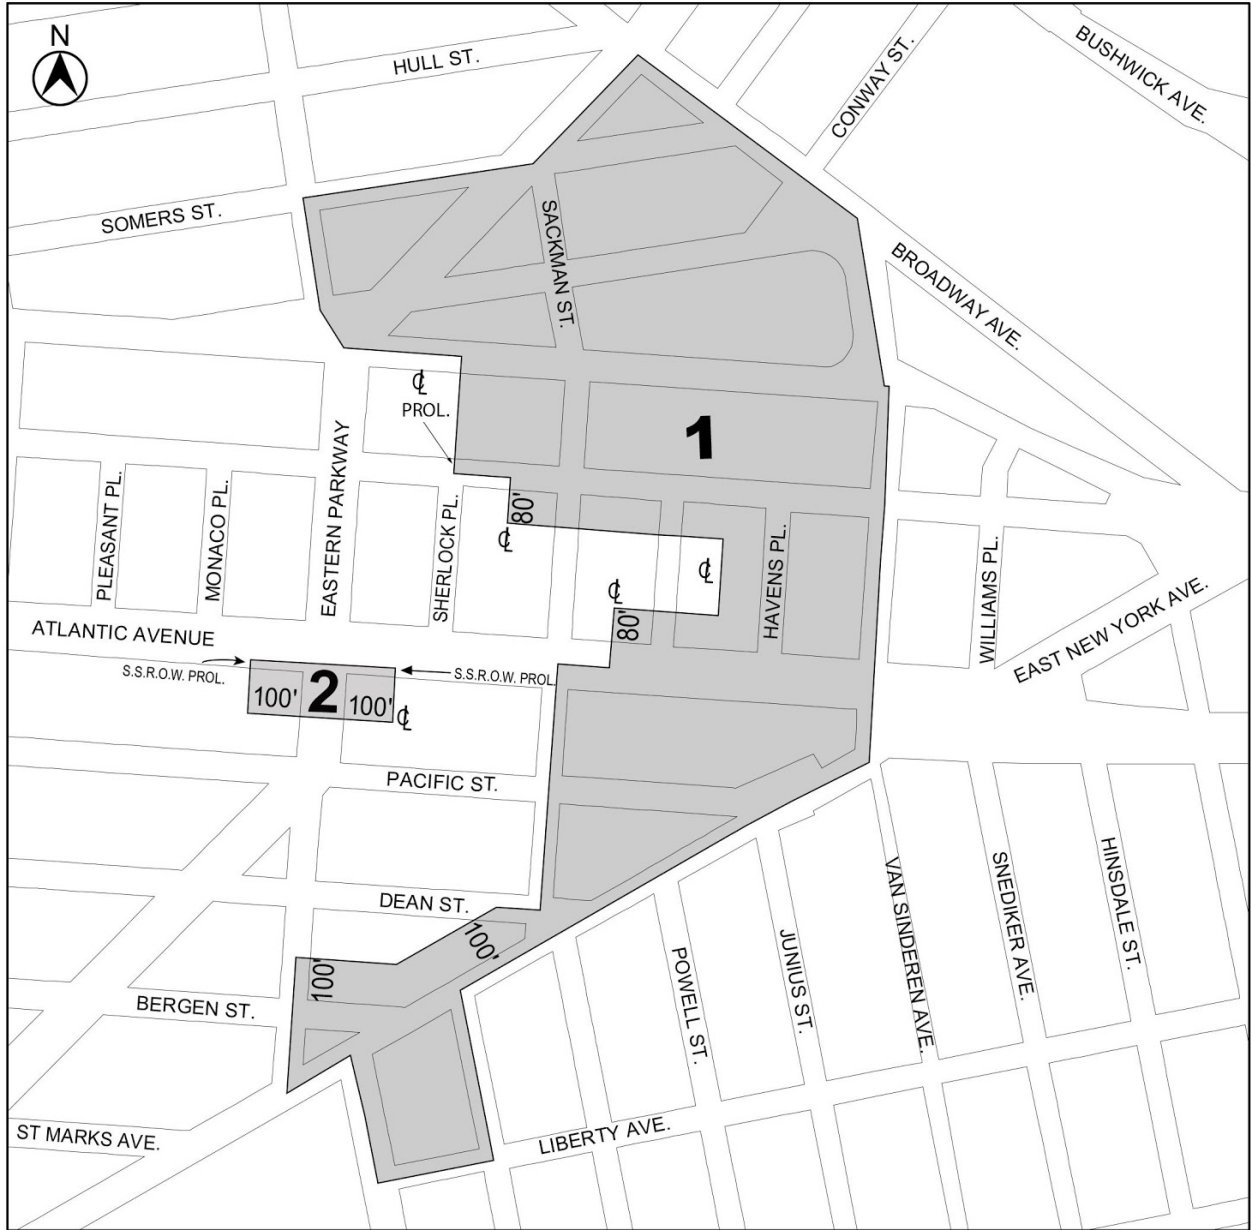 N
HULL ST.
CONWAY ST.
BUSHWICK AVE.
SOMERS ST.
SACKMAN ST.
BROADWAY AVE.
℄
PROL.
1
PLEASANT PL.
MONACO PL.
EASTERN PARKWAY
SHERLOCK PL.
80'
℄
℄
℄
80'
HAVENS PL.
WILLIAMS PL.
EAST NEW YORK AVE.
ATLANTIC AVENUE
S.S.R.O.W. PROL.
S.S.R.O.W. PROL.
100'
2
100'
℄
PACIFIC ST.
DEAN ST.
100'
100'
BERGEN ST.
POWELL ST.
JUNIUS ST.
VAN SINDEREN AVE.
SNEDIKER AVE.
HINSDALE ST.
ST MARKS AVE.
LIBERTY AVE.